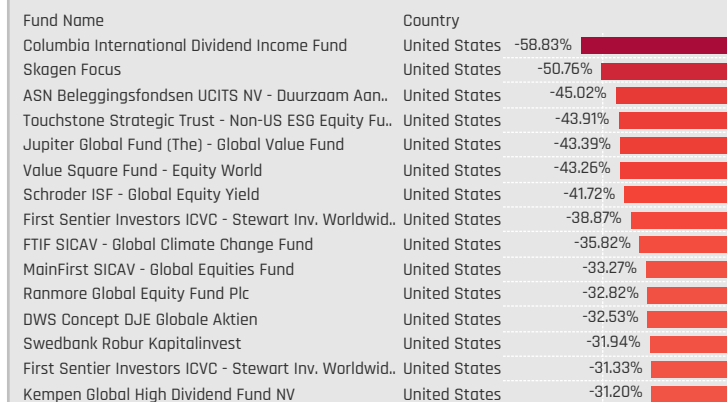 Fund Name Country
Columbia International Dividend Income Fund United States -58.83%
Skagen Focus United States -50.76%
ASN Beleggingsfondsen UCITS NV - Duurzaam Aan.. United States -45.02%
Touchstone Strategic Trust - Non-US ESG Equity Fu.. United States -43.91%
Jupiter Global Fund (The) - Global Value Fund United States -43.39%
Value Square Fund - Equity World United States -43.26%
Schroder ISF - Global Equity Yield United States -41.72%
First Sentier Investors ICVC - Stewart Inv. Worldwid.. United States -38.87%
FTIF SICAV - Global Climate Change Fund United States -35.82%
MainFirst SICAV - Global Equities Fund United States -33.27%
Ranmore Global Equity Fund Plc United States -32.82%
DWS Concept DJE Globale Aktien United States -32.53%
Swedbank Robur Kapitalinvest United States -31.94%
First Sentier Investors ICVC - Stewart Inv. Worldwid.. United States -31.33%
Kempen Global High Dividend Fund NV United States -31.20%